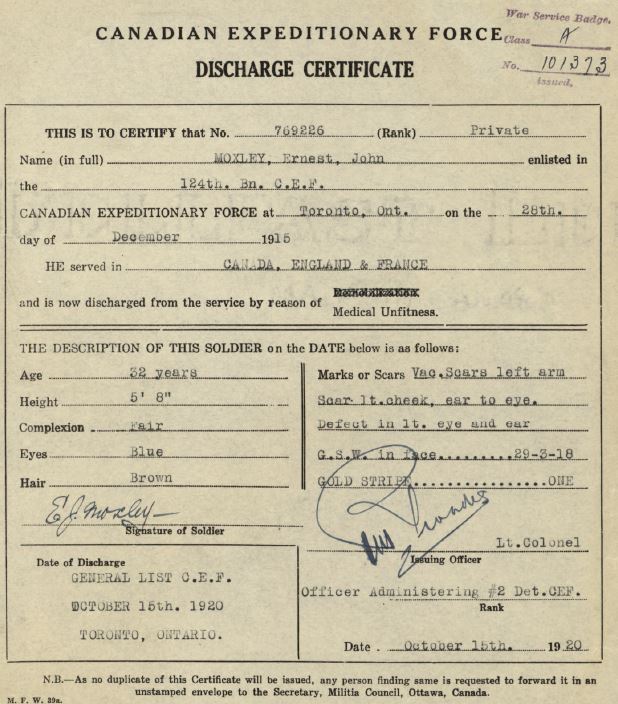 War Service Badge.
CANADIAN EXPEDITIONARY FORCE
Class A
DISCHARGE CERTIFICATE
No. 101373
issued.
THIS IS TO CERTIFY that No. 769226 (Rank) Private
Name (in full) MOXLEY, Ernest, John enlisted in
the 124th. Bn. C.E.F.
CANADIAN EXPEDITIONARY FORCE at Toronto, Ont. on the 28th.
day of December 1915
HE served in CANADA, ENGLAND & FRANCE
and is now discharged from the service by reason of Demobilization
Medical Unfitness.
THE DESCRIPTION OF THIS SOLDIER on the DATE below is as follows:
Age 32 years
Height 5' 8"
Complexion Fair
Eyes Blue
Hair Brown
Marks or Scars Vac.Scars left arm
Scar lt.cheek, ear to eye.
Defect in lt. eye and ear
G.S.W. in face.........29-3-18
GOLD STRIPE................ONE
E.J. Moxley
Signature of Soldier
Lt.Colonel
Issuing Officer
Date of Discharge
GENERAL LIST C.E.F.
OCTOBER 15th. 1920
TORONTO, ONTARIO.
Officer Administering #2 Det.CEF.
Rank
Date October 15th. 1920
N.B.—As no duplicate of this Certificate will be issued, any person finding same is requested to forward it in an
unstamped envelope to the Secretary, Militia Council, Ottawa, Canada.
M. F. W. 39a.